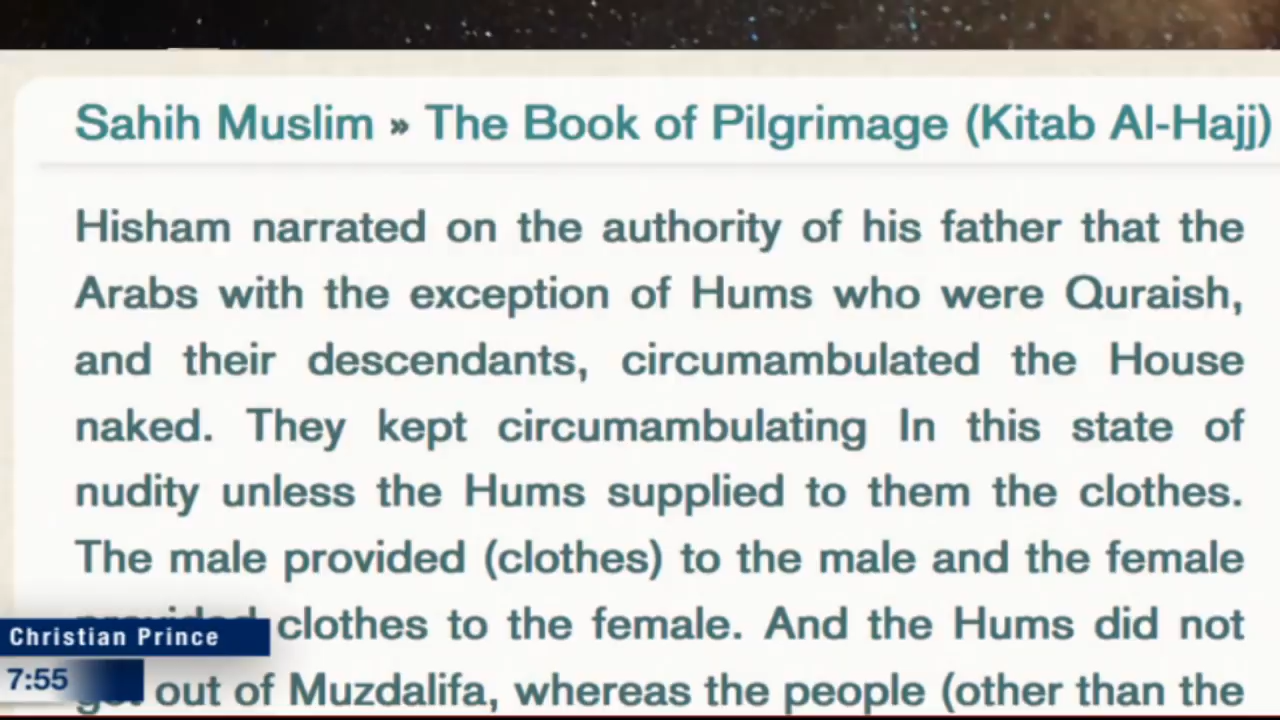 Sahih Muslim » The Book of Pilgrimage (Kitab Al-Hajj)
Hisham narrated on the authority of his father that the
Arabs with the exception of Hums who were Quraish,
and their descendants, circumambulated the House
naked. They kept circumambulating In this state of
nudity unless the Hums supplied to them the clothes.
The male provided (clothes) to the male and the female
provided clothes to the female. And the Hums did not
out of Muzdalifa, whereas the people (other than the
Christian Prince
7:55